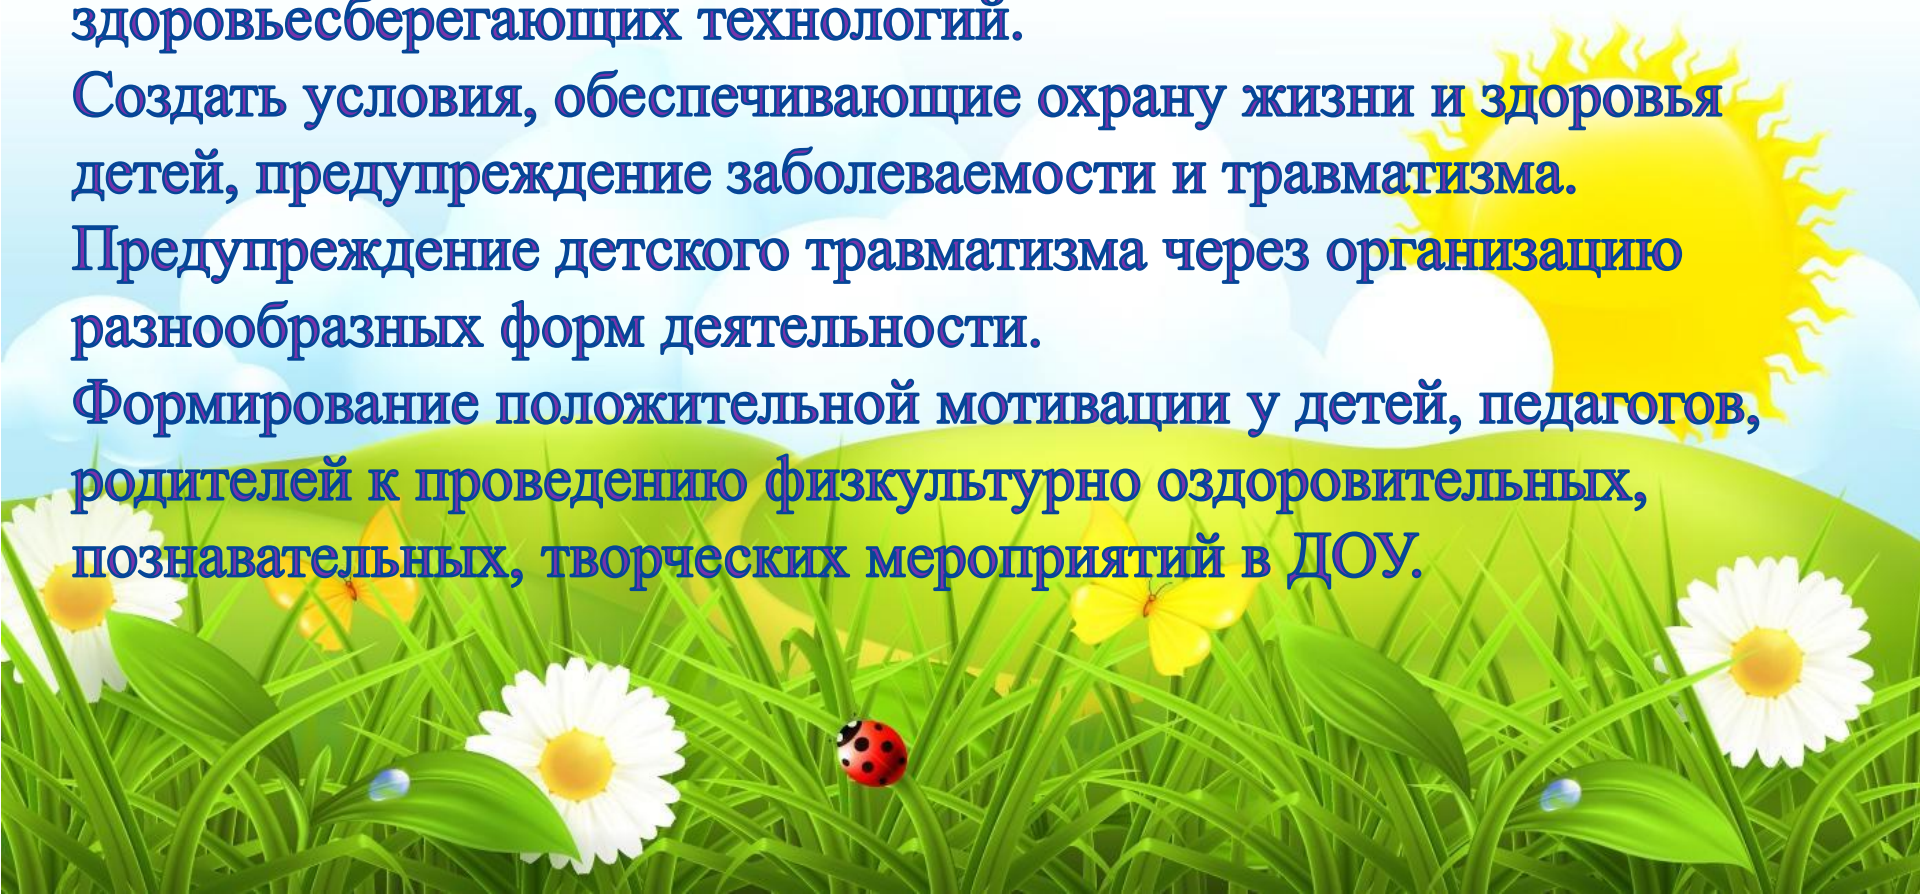 здоровьесберегающих технологий.
Создать условия, обеспечивающие охрану жизни и здоровья
детей, предупреждение заболеваемости и травматизма.
Предупреждение детского травматизма через организацию
разнообразных форм деятельности.
Формирование положительной мотивации у детей, педагогов,
родителей к проведению физкультурно оздоровительных,
познавательных, творческих мероприятий в ДОУ.